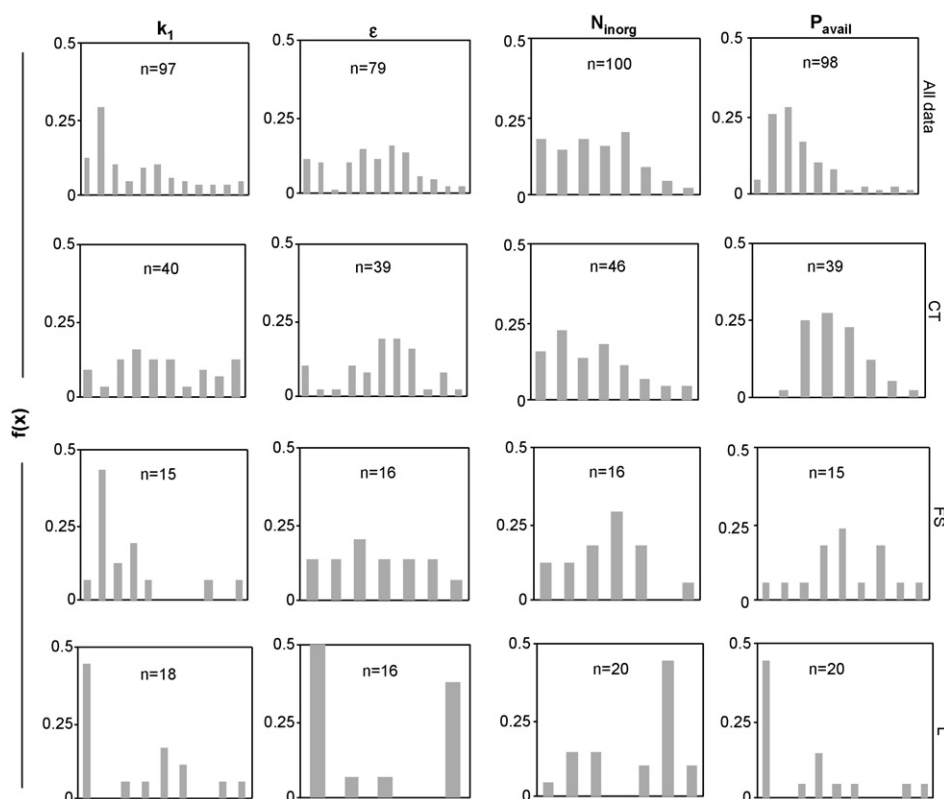 k1 ε Ninorg Pavail
0.5 0.5 0.5 0.5
n=97 n=79 n=100 n=98
0.25 0.25 0.25 0.25
0 0 0 0
All data
0.5 0.5 0.5 0.5
n=40 n=39 n=46 n=39
0.25 0.25 0.25 0.25
0 0 0 0
CT
f(x)
0.5 0.5 0.5 0.5
n=15 n=16 n=16 n=15
0.25 0.25 0.25 0.25
0 0 0 0
FS
0.5 0.5 0.5 0.5
n=18 n=16 n=20 n=20
0.25 0.25 0.25 0.25
0 0 0 0
L